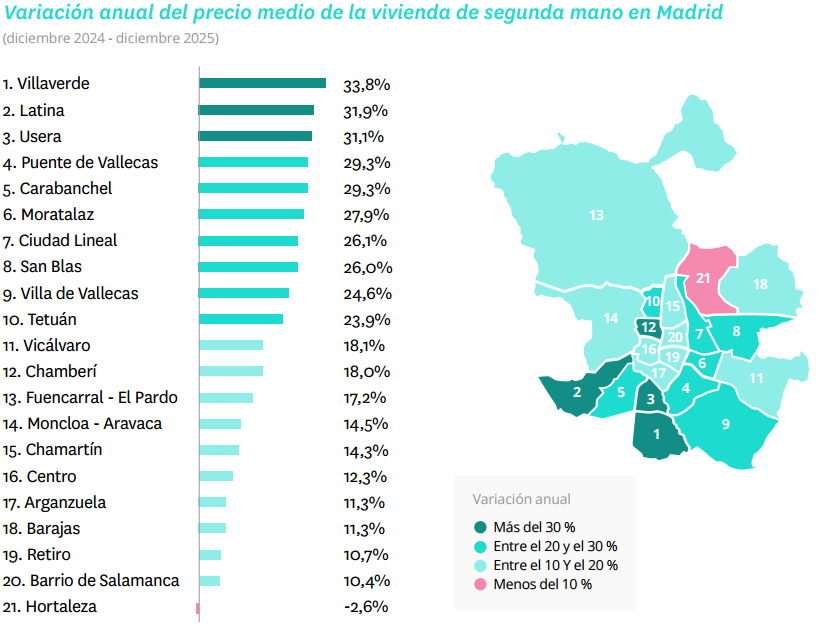 Variación anual del precio medio de la vivienda de segunda mano en Madrid
(diciembre 2024 - diciembre 2025)
1. Villaverde 33,8%
2. Latina 31,9%
3. Usera 31,1%
4. Puente de Vallecas 29,3%
5. Carabanchel 29,3%
6. Moratalaz 27,9%
7. Ciudad Lineal 26,1%
8. San Blas 26,0%
9. Villa de Vallecas 24,6%
10. Tetuán 23,9%
11. Vicálvaro 18,1%
12. Chamberí 18,0%
13. Fuencarral - El Pardo 17,2%
14. Moncloa - Aravaca 14,5%
15. Chamartín 14,3%
16. Centro 12,3%
17. Arganzuela 11,3%
18. Barajas 11,3%
19. Retiro 10,7%
20. Barrio de Salamanca 10,4%
21. Hortaleza -2,6%
13
21
18
10
15
14
12
20
7
8
16
19
6
17
11
2
5
3
4
9
1
Variación anual
Más del 30 %
Entre el 20 y el 30 %
Entre el 10 Y el 20 %
Menos del 10 %